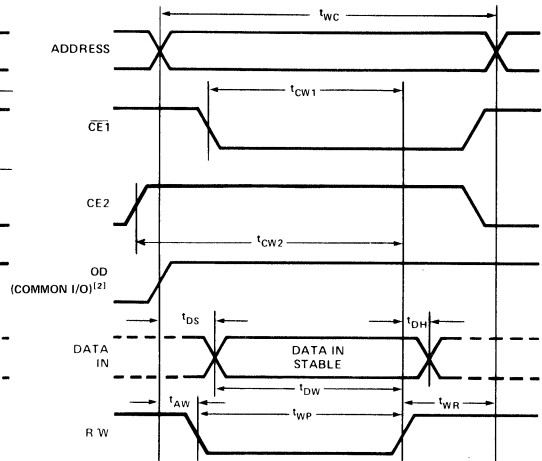 tWC
ADDRESS
tCW1
CE1
CE2
tCW2
OD
(COMMON I/O)[2]
tDS
tDH
DATA
IN
DATA IN
STABLE
tDW
tAW
tWP
tWR
R W